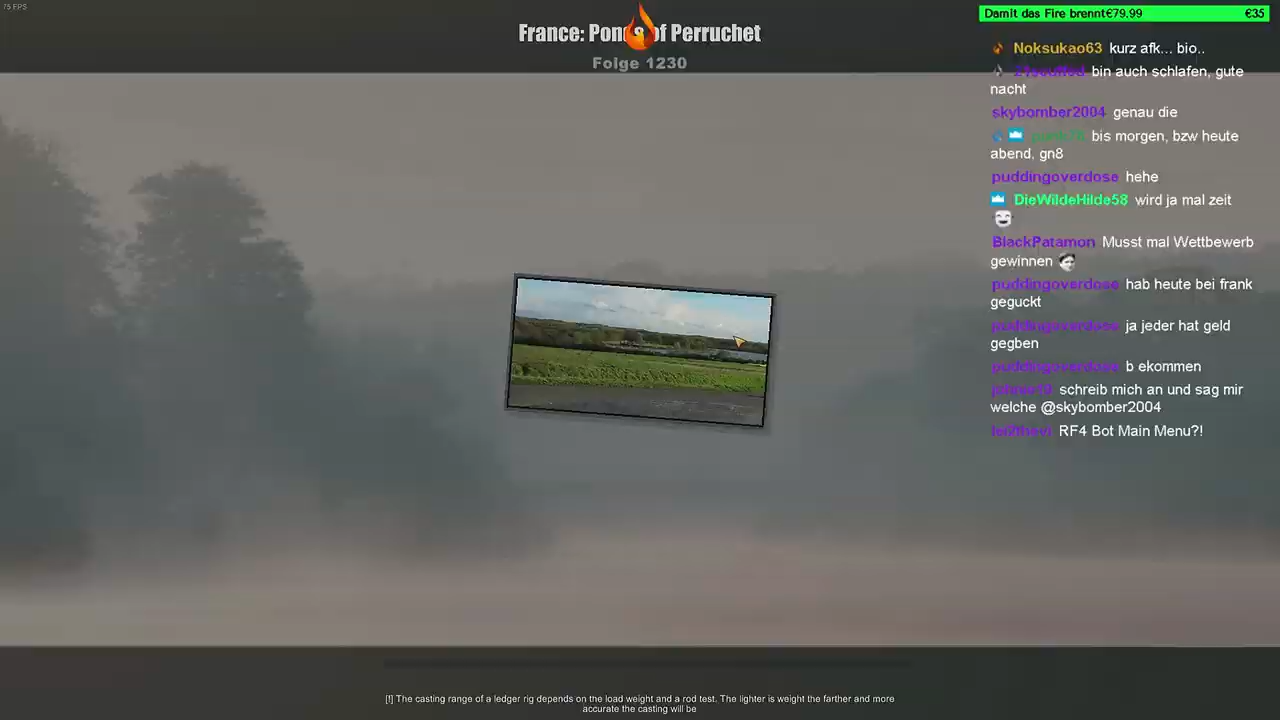 75 FPS
France: Ponds of Perruchet
Folge 1230
Damit das Fire brennt€79.99 €35
Noksukao63 kurz afk... bio..
bin auch schlafen, gute
nacht
skybomber2004 genau die
bis morgen, bzw heute
abend, gn8
puddingoverdose hehe
DieWildeHilde58 wird ja mal zeit
BlackPatamon Musst mal Wettbewerb
gewinnen
puddingoverdose hab heute bei frank
geguckt
puddingoverdose ja jeder hat geld
gegben
puddingoverdose b ekommen
schreib mich an und sag mir
welche @skybomber2004
RF4 Bot Main Menu?!
[!] The casting range of a ledger rig depends on the load weight and a rod test. The lighter is weight the farther and more
accurate the casting will be